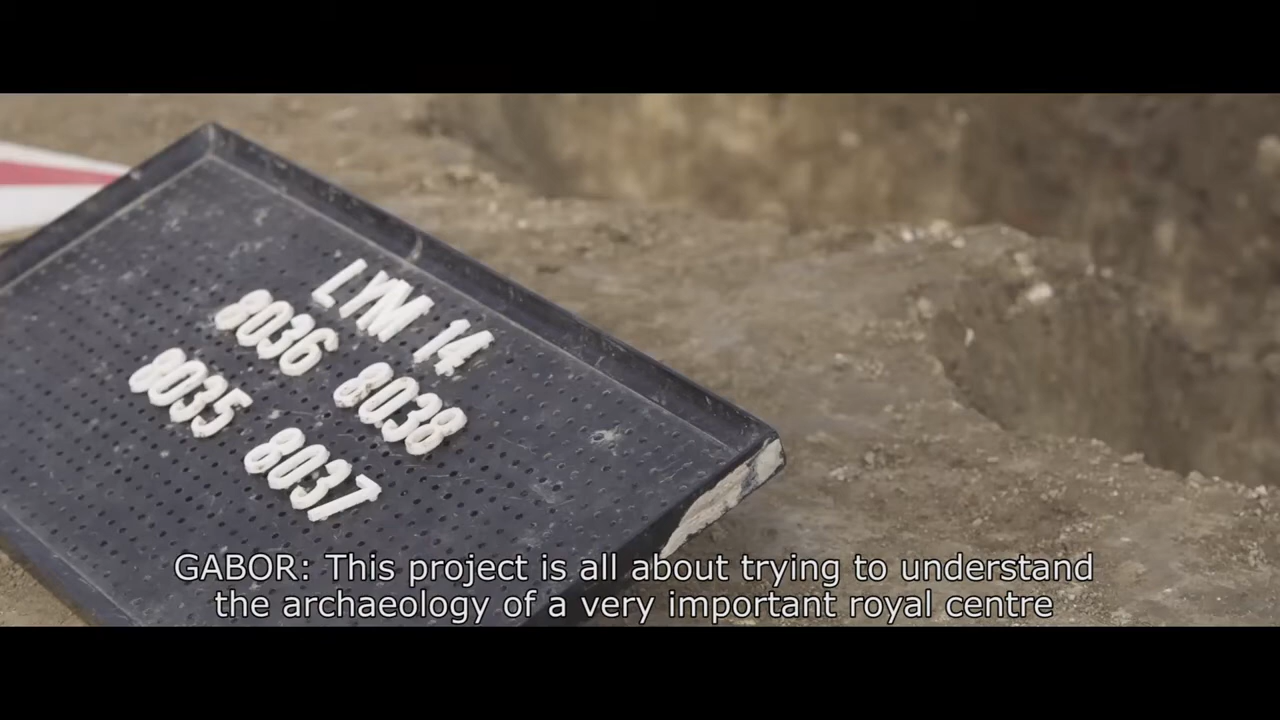 LYM 14
8036 8038
8035 8037
GABOR: This project is all about trying to understand
the archaeology of a very important royal centre